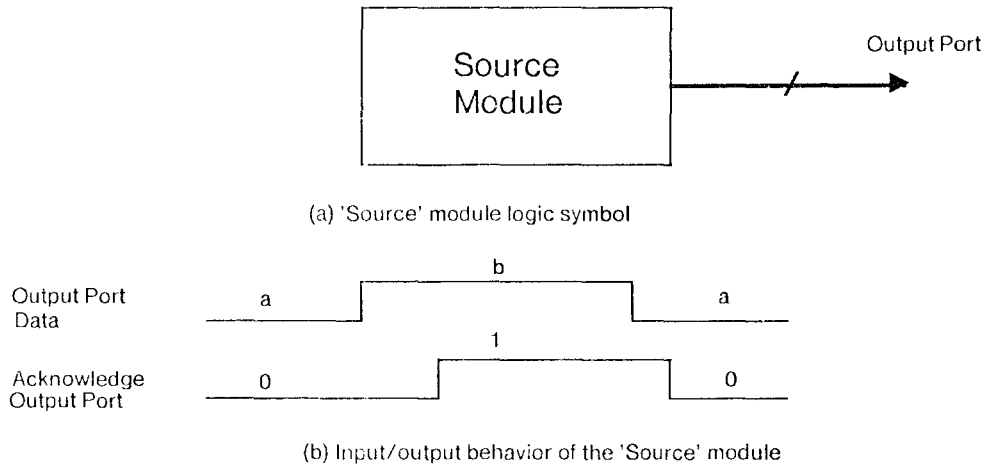 Source
Module
Output Port
(a) 'Source' module logic symbol
b
Output Port
Data
a
a
1
Acknowledge
Output Port
0
0
(b) Input/output behavior of the 'Source' module